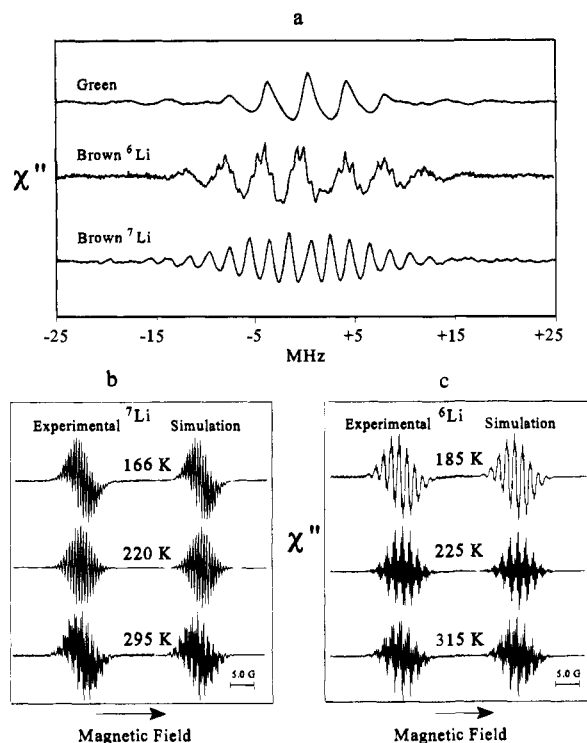 a
Green
Brown ⁶Li
χ"
Brown ⁷Li
-25 -15 -5 +5 +15 +25
MHz
b
⁷Li
Experimental Simulation
166 K
220 K
295 K
5.0 G
Magnetic Field
c
⁶Li
Experimental Simulation
185 K
χ"
225 K
315 K
5.0 G
Magnetic Field